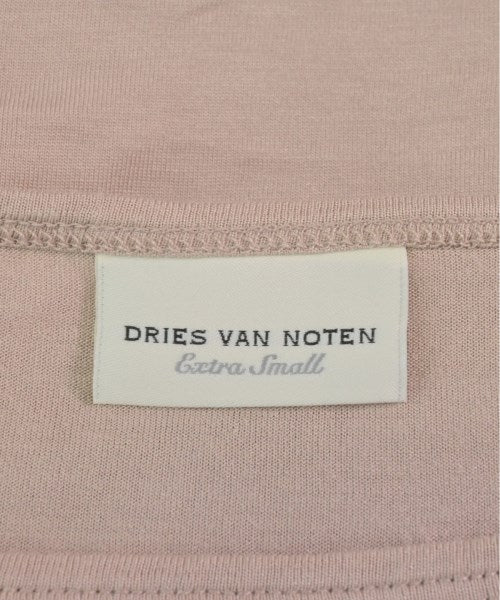 DRIES VAN NOTEN
Extra Small